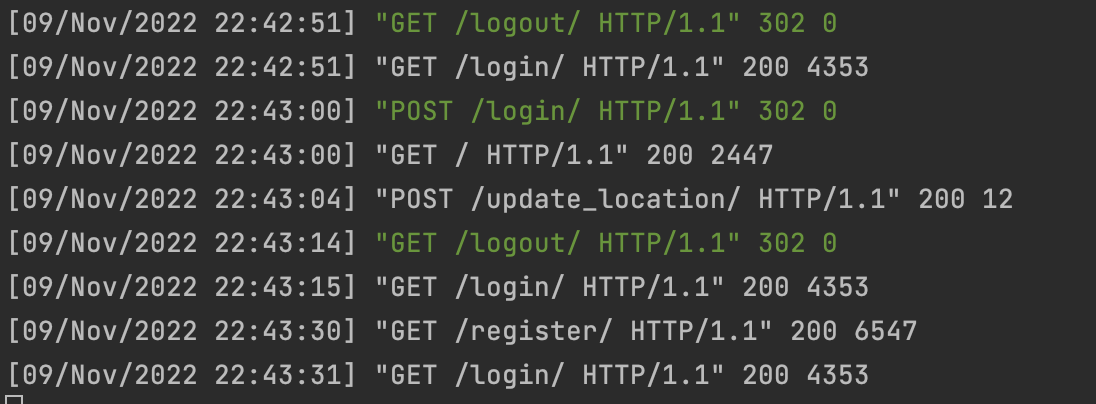 [09/Nov/2022 22:42:51] "GET /logout/ HTTP/1.1" 302 0
[09/Nov/2022 22:42:51] "GET /login/ HTTP/1.1" 200 4353
[09/Nov/2022 22:43:00] "POST /login/ HTTP/1.1" 302 0
[09/Nov/2022 22:43:00] "GET / HTTP/1.1" 200 2447
[09/Nov/2022 22:43:04] "POST /update_location/ HTTP/1.1" 200 12
[09/Nov/2022 22:43:14] "GET /logout/ HTTP/1.1" 302 0
[09/Nov/2022 22:43:15] "GET /login/ HTTP/1.1" 200 4353
[09/Nov/2022 22:43:30] "GET /register/ HTTP/1.1" 200 6547
[09/Nov/2022 22:43:31] "GET /login/ HTTP/1.1" 200 4353